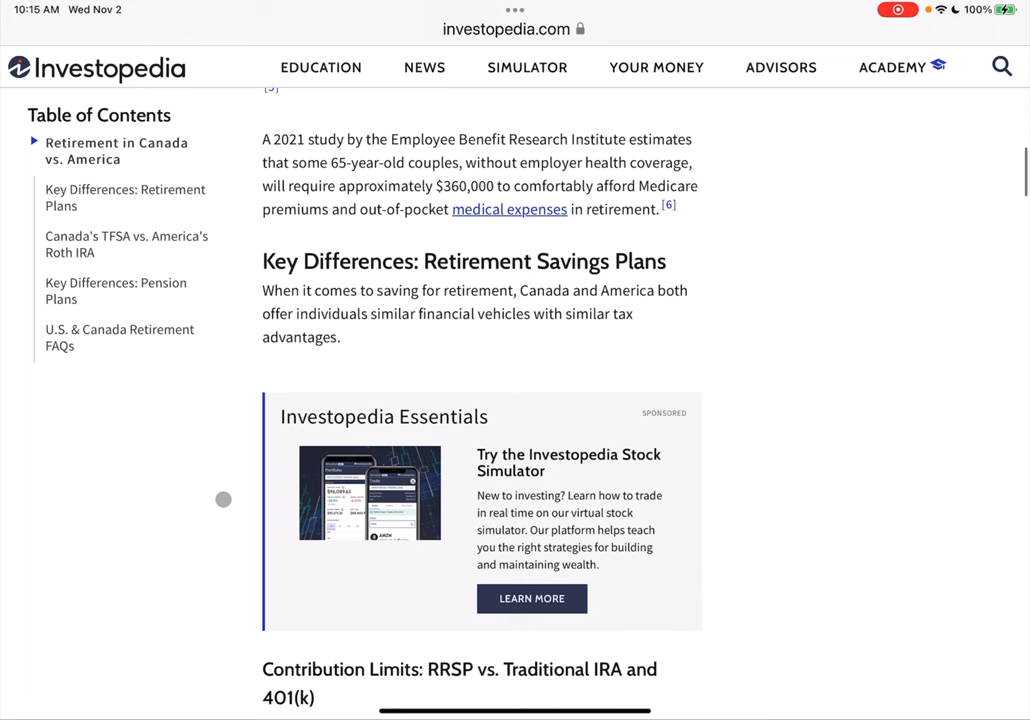 10:15 AM Wed Nov 2
100%
investopedia.com
Investopedia
EDUCATION NEWS SIMULATOR YOUR MONEY ADVISORS ACADEMY
Table of Contents
Retirement in Canada
vs. America
Key Differences: Retirement
Plans
Canada's TFSA vs. America's
Roth IRA
Key Differences: Pension
Plans
U.S. & Canada Retirement
FAQs
A 2021 study by the Employee Benefit Research Institute estimates
that some 65-year-old couples, without employer health coverage,
will require approximately $360,000 to comfortably afford Medicare
premiums and out-of-pocket medical expenses in retirement. [6]
Key Differences: Retirement Savings Plans
When it comes to saving for retirement, Canada and America both
offer individuals similar financial vehicles with similar tax
advantages.
Investopedia Essentials
SPONSORED
Try the Investopedia Stock
Simulator
New to investing? Learn how to trade
in real time on our virtual stock
simulator. Our platform helps teach
you the right strategies for building
and maintaining wealth.
LEARN MORE
Contribution Limits: RRSP vs. Traditional IRA and
401(k)